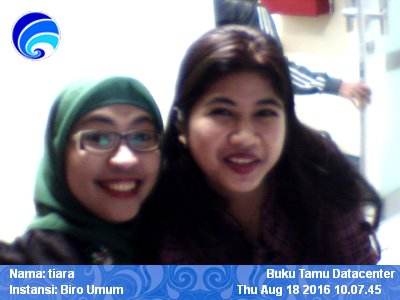 Nama: tiara
Buku Tamu Datacenter
Instansi: Biro Umum
Thu Aug 18 2016 10.07.45